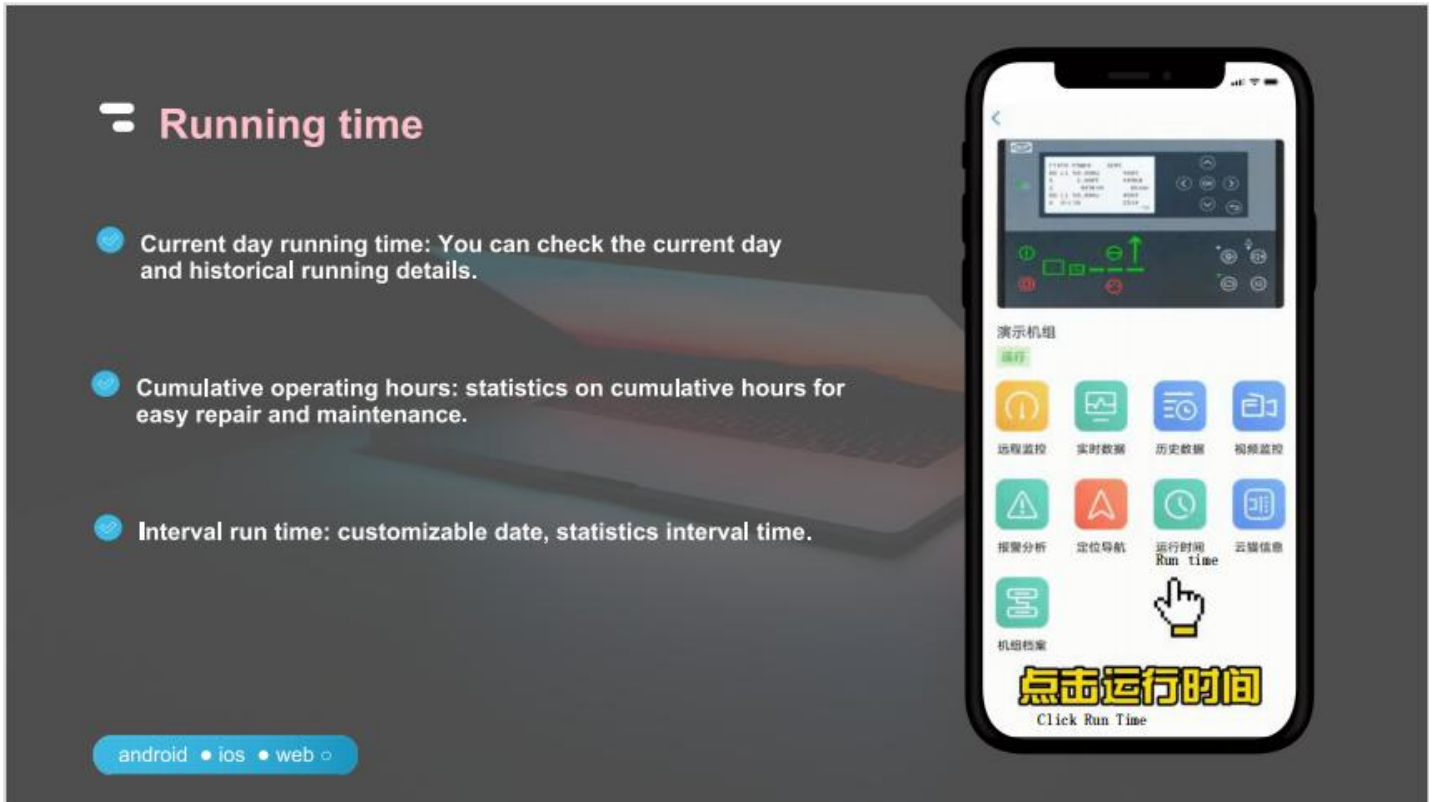 Running time
Current day running time: You can check the current day
and historical running details.
Cumulative operating hours: statistics on cumulative hours for
easy repair and maintenance.
Interval run time: customizable date, statistics interval time.
android ● ios ● web ○
演示机组
运行
远程监控 实时数据 历史数据 视频监控
报警分析 定位导航 运行时间 云猫信息
Run time
机组档案
点击运行时间
Click Run Time